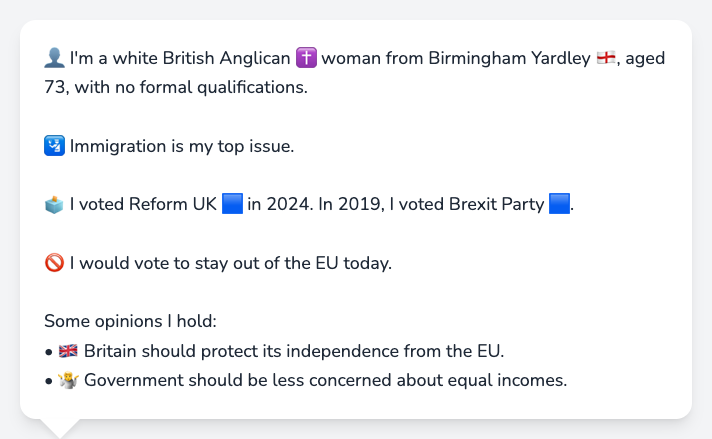 👤 I'm a white British Anglican ✝️ woman from Birmingham Yardley 🏴󠁧󠁢󠁥󠁮󠁧󠁿, aged
73, with no formal qualifications.
🛂 Immigration is my top issue.
🗳️ I voted Reform UK 🟦 in 2024. In 2019, I voted Brexit Party 🟦.
🚫 I would vote to stay out of the EU today.
Some opinions I hold:
• 🇬🇧 Britain should protect its independence from the EU.
• 🤷 Government should be less concerned about equal incomes.